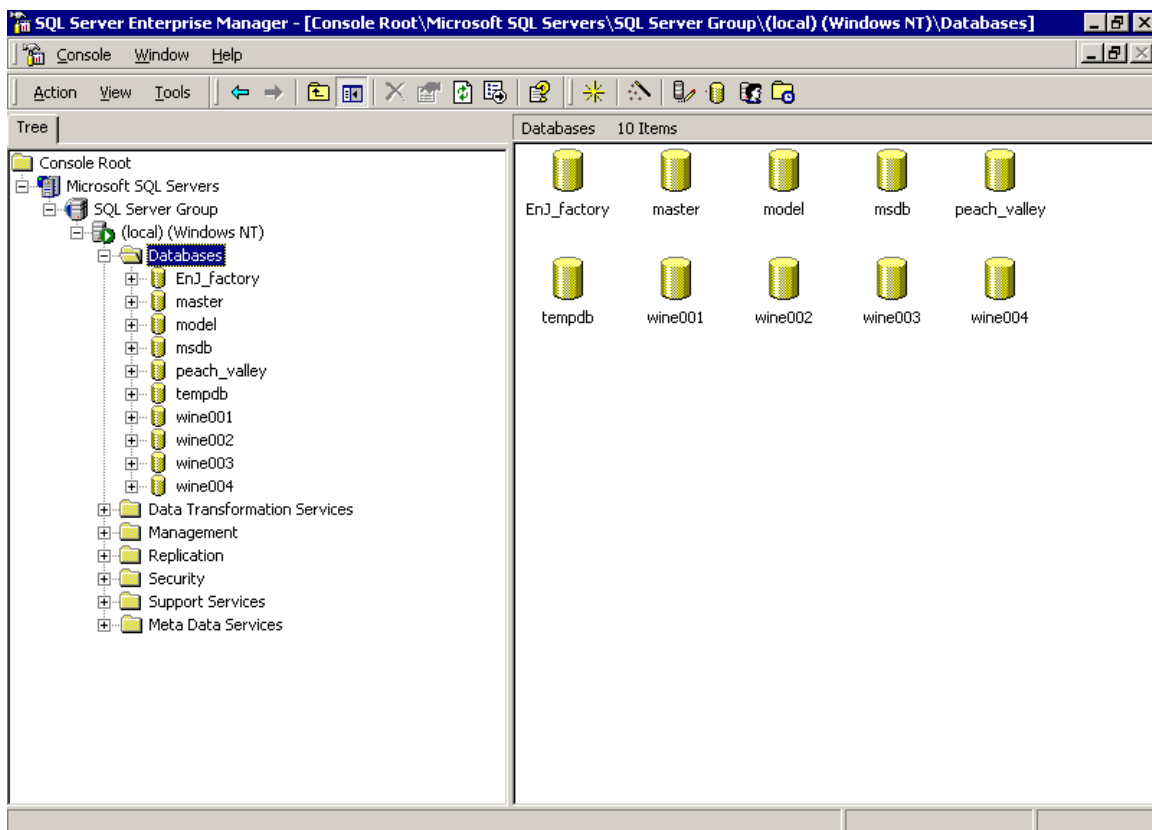 SQL Server Enterprise Manager - [Console Root\Microsoft SQL Servers\SQL Server Group\(local) (Windows NT)\Databases]
Console Window Help
Action View Tools
Tree
Databases 10 Items
Console Root
Microsoft SQL Servers
SQL Server Group
(local) (Windows NT)
Databases
EnJ_factory
master
model
msdb
peach_valley
tempdb
wine001
wine002
wine003
wine004
Data Transformation Services
Management
Replication
Security
Support Services
Meta Data Services
EnJ_factory master model msdb peach_valley
tempdb wine001 wine002 wine003 wine004